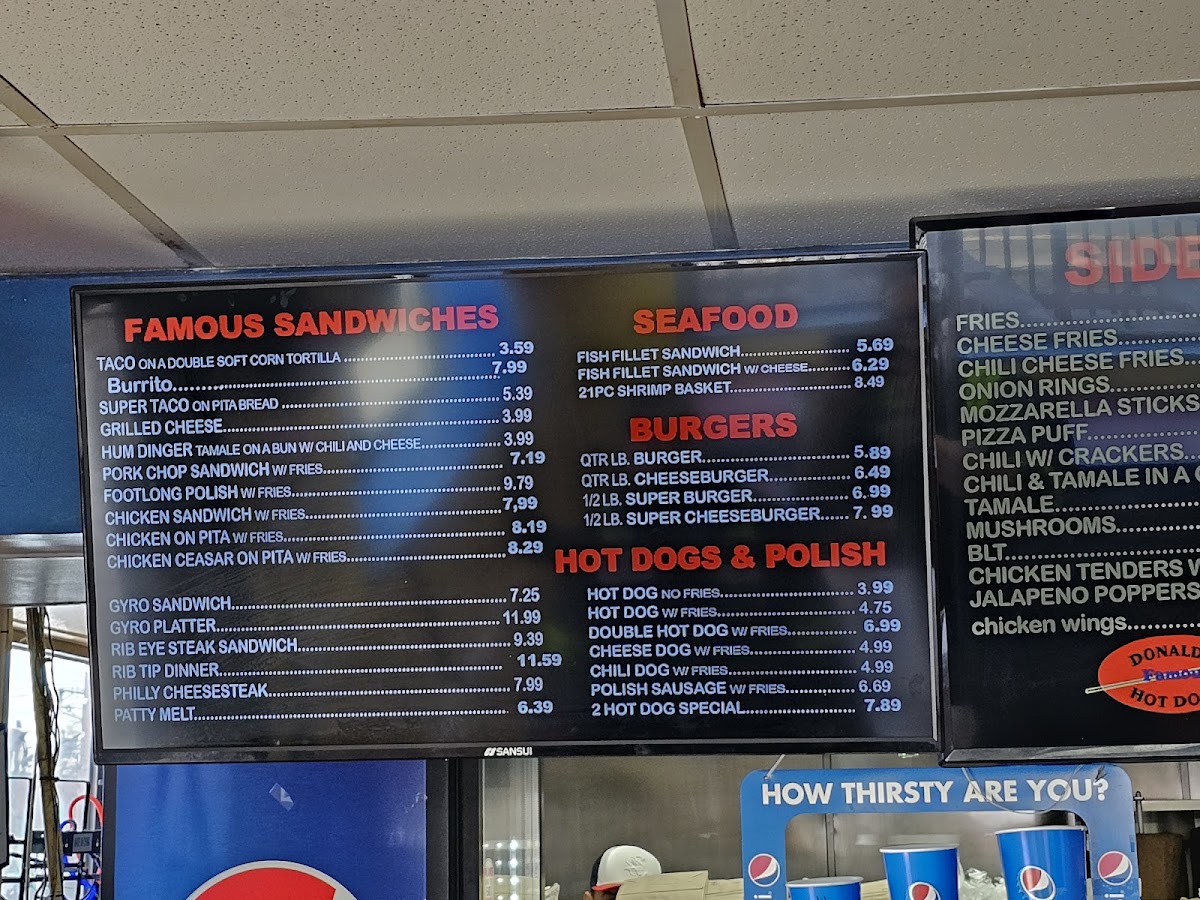 FAMOUS SANDWICHES
TACO ON A DOUBLE SOFT CORN TORTILLA 3.59
Burrito 7.99
SUPER TACO ON PITA BREAD 5.39
GRILLED CHEESE 3.99
HUM DINGER TAMALE ON A BUN W/ CHILI AND CHEESE 3.99
PORK CHOP SANDWICH W/ FRIES 7.19
FOOTLONG POLISH W/ FRIES 9.79
CHICKEN SANDWICH W/ FRIES 7,99
CHICKEN ON PITA W/ FRIES 8.19
CHICKEN CEASAR ON PITA W/ FRIES 8.29
GYRO SANDWICH 7.25
GYRO PLATTER 11.99
RIB EYE STEAK SANDWICH 9.39
RIB TIP DINNER 11.59
PHILLY CHEESESTEAK 7.99
PATTY MELT 6.39
SEAFOOD
FISH FILLET SANDWICH 5.69
FISH FILLET SANDWICH W/ CHEESE 6.29
21PC SHRIMP BASKET 8.49
BURGERS
QTR LB. BURGER 5.89
QTR LB. CHEESEBURGER 6.49
1/2 LB. SUPER BURGER 6.99
1/2 LB. SUPER CHEESEBURGER 7.99
HOT DOGS & POLISH
HOT DOG NO FRIES 3.99
HOT DOG W/ FRIES 4.75
DOUBLE HOT DOG W/ FRIES 6.99
CHEESE DOG W/ FRIES 4.99
CHILI DOG W/ FRIES 4.99
POLISH SAUSAGE W/ FRIES 6.69
2 HOT DOG SPECIAL 7.89
SANSUI
SIDE
FRIES
CHEESE FRIES
CHILI CHEESE FRIES
ONION RINGS
MOZZARELLA STICKS
PIZZA PUFF
CHILI W/ CRACKERS
CHILI & TAMALE IN A
TAMALE
MUSHROOMS
BLT
CHICKEN TENDERS W
JALAPENO POPPERS
chicken wings
DONALD
Famou
HOT DO
HOW THIRSTY ARE YOU?